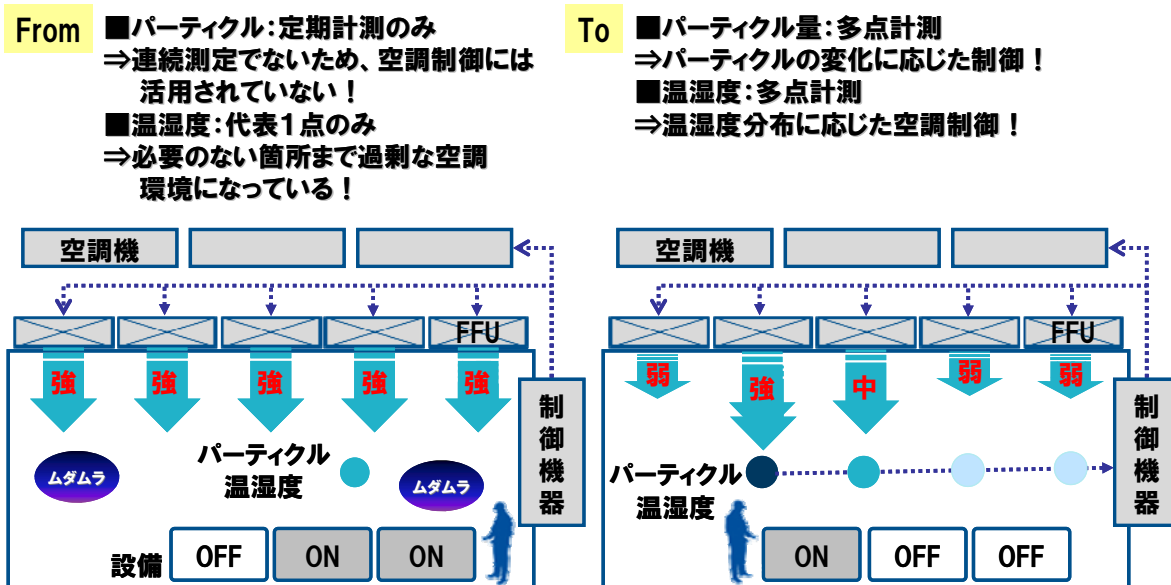 From
■パーティクル:定期計測のみ
⇒連続測定でないため、空調制御には
活用されていない!
■温湿度:代表1点のみ
⇒必要のない箇所まで過剰な空調
環境になっている!
空調機
FFU
強
強
強
強
強
制御機器
ムダムラ
パーティクル
温湿度
ムダムラ
設備
OFF
ON
ON
To
■パーティクル量:多点計測
⇒パーティクルの変化に応じた制御!
■温湿度:多点計測
⇒温湿度分布に応じた空調制御!
空調機
FFU
弱
強
中
弱
弱
制御機器
パーティクル
温湿度
ON
OFF
OFF